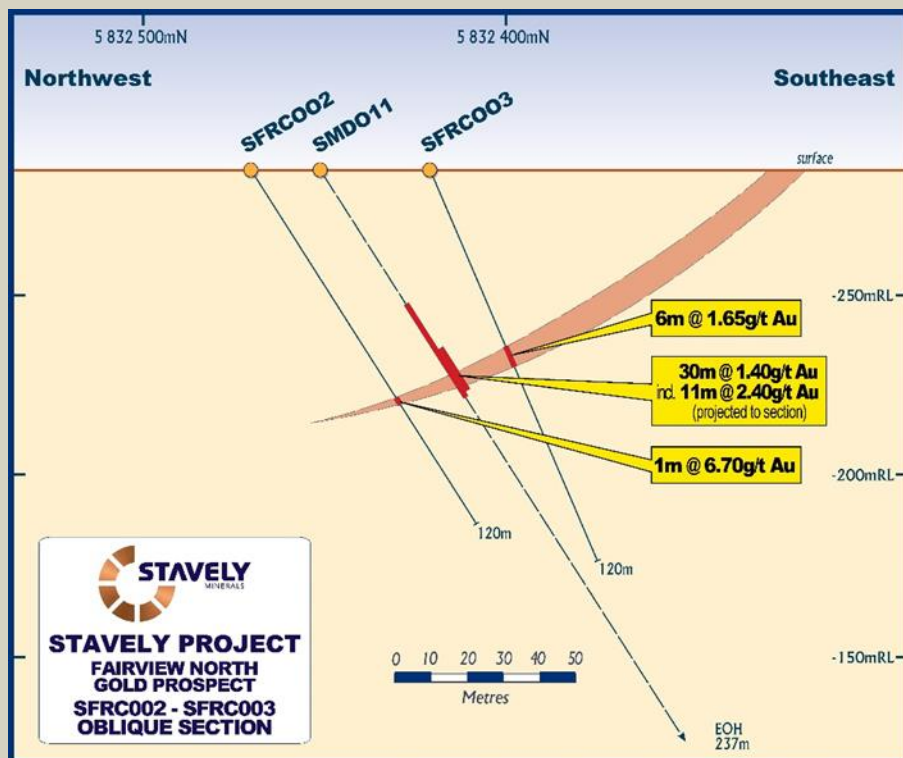 5 832 500mN
5 832 400mN
Northwest
Southeast
SFRC002
SMD011
SFRC003
surface
-250mRL
6m @ 1.65g/t Au
30m @ 1.40g/t Au
incl. 11m @ 2.40g/t Au
(projected to section)
1m @ 6.70g/t Au
-200mRL
120m
120m
STAVELY
MINERALS
STAVELY PROJECT
FAIRVIEW NORTH
GOLD PROSPECT
SFRC002 - SFRC003
OBLIQUE SECTION
0 10 20 30 40 50
Metres
-150mRL
EOH
237m